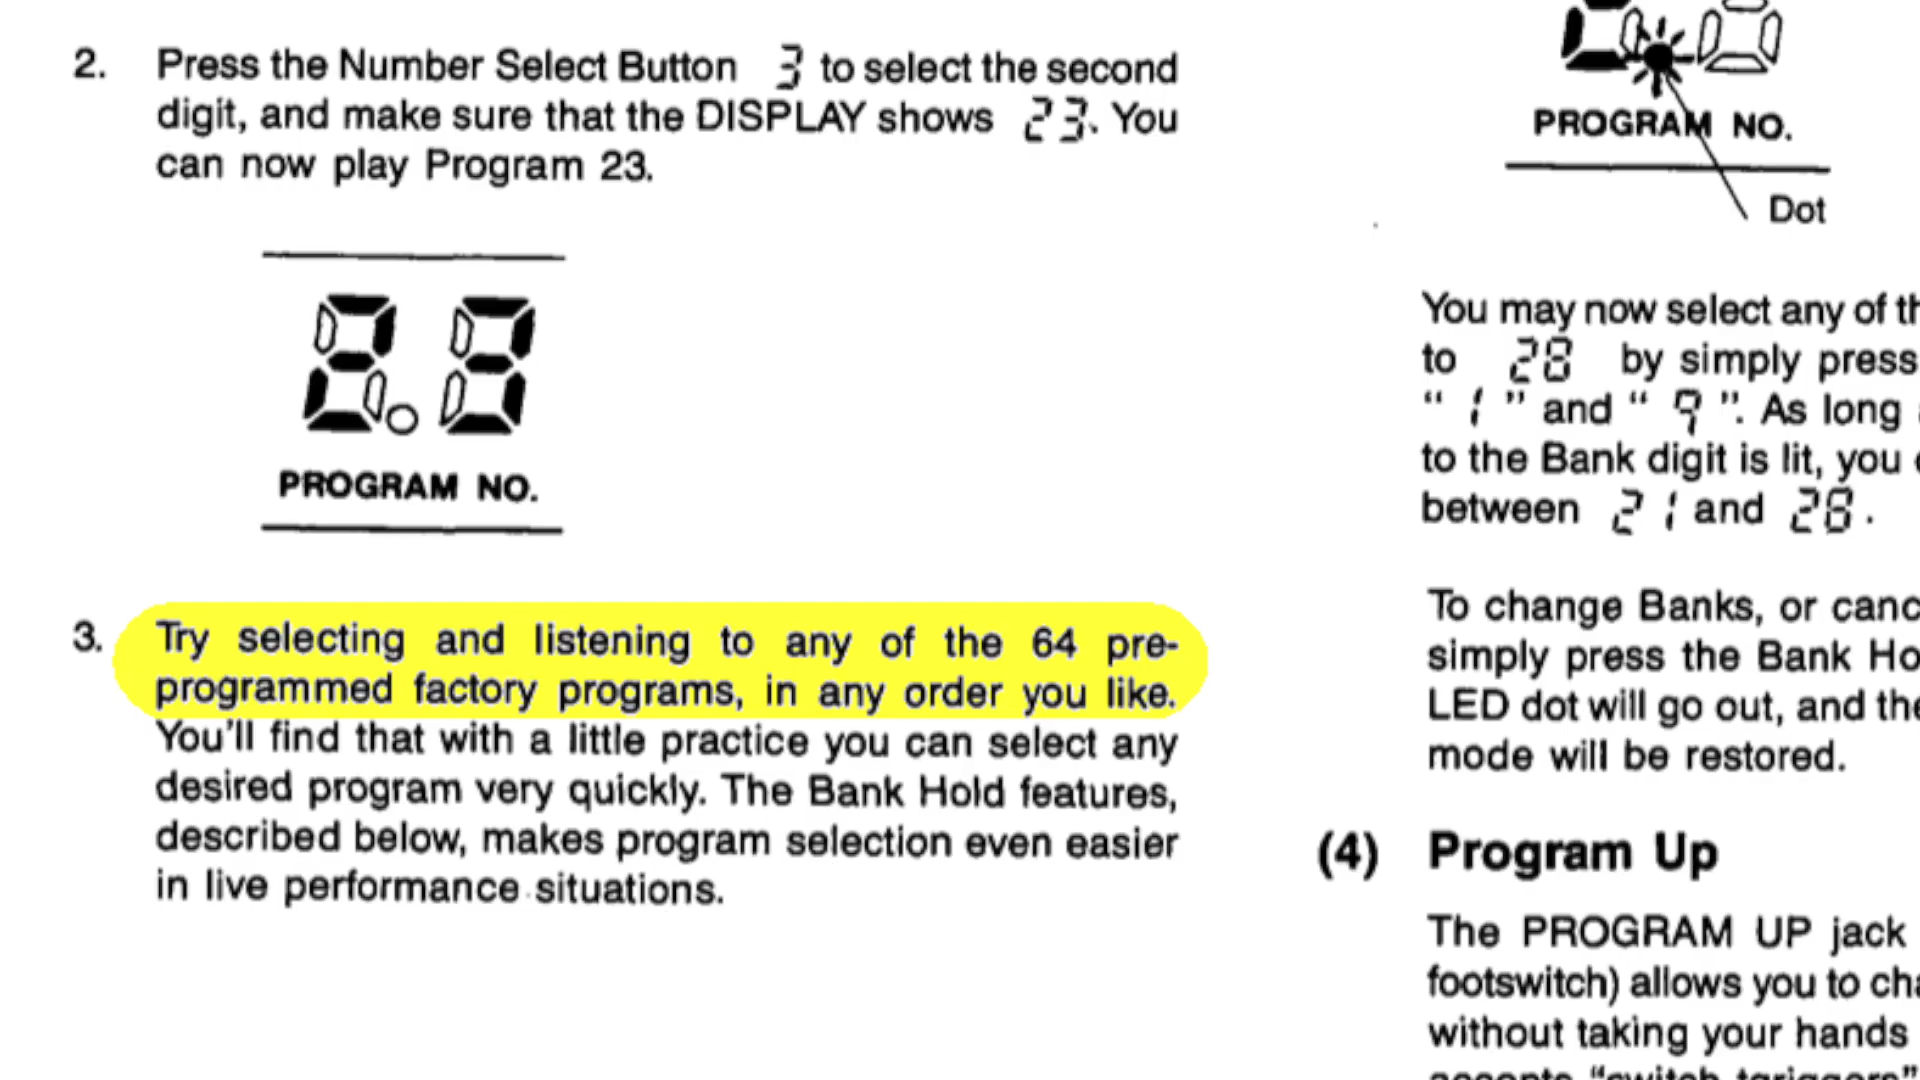 2. Press the Number Select Button 3 to select the second
digit, and make sure that the DISPLAY shows 23. You
can now play Program 23.
2.3
PROGRAM NO.
3. Try selecting and listening to any of the 64 pre-
programmed factory programs, in any order you like.
You'll find that with a little practice you can select any
desired program very quickly. The Bank Hold features,
described below, makes program selection even easier
in live performance situations.
PROGRAM NO.
Dot
You may now select any of
to 28 by simply press
“ 1 ” and “ 9 ”. As long
to the Bank digit is lit, you
between 21 and 28.
To change Banks, or canc
simply press the Bank Ho
LED dot will go out, and the
mode will be restored.
(4) Program Up
The PROGRAM UP jack
footswitch) allows you to cha
without taking your hands
accepts “switch tgriggers”